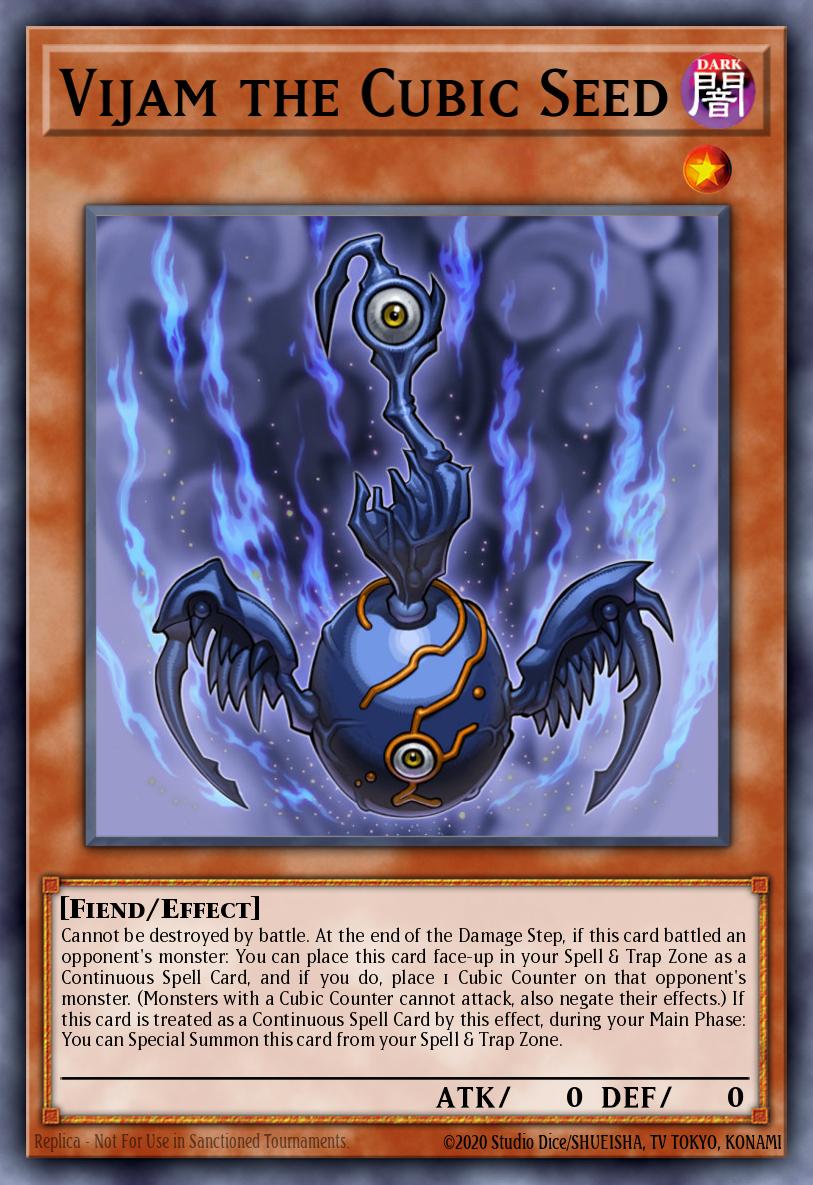 Vijam the Cubic Seed
DARK
闇
[Fiend/Effect]
Cannot be destroyed by battle. At the end of the Damage Step, if this card battled an
opponent's monster: You can place this card face-up in your Spell & Trap Zone as a
Continuous Spell Card, and if you do, place 1 Cubic Counter on that opponent's
monster. (Monsters with a Cubic Counter cannot attack, also negate their effects.) If
this card is treated as a Continuous Spell Card by this effect, during your Main Phase:
You can Special Summon this card from your Spell & Trap Zone.
ATK/ 0 DEF/ 0
Replica - Not For Use in Sanctioned Tournaments. ©2020 Studio Dice/SHUEISHA, TV TOKYO, KONAMI